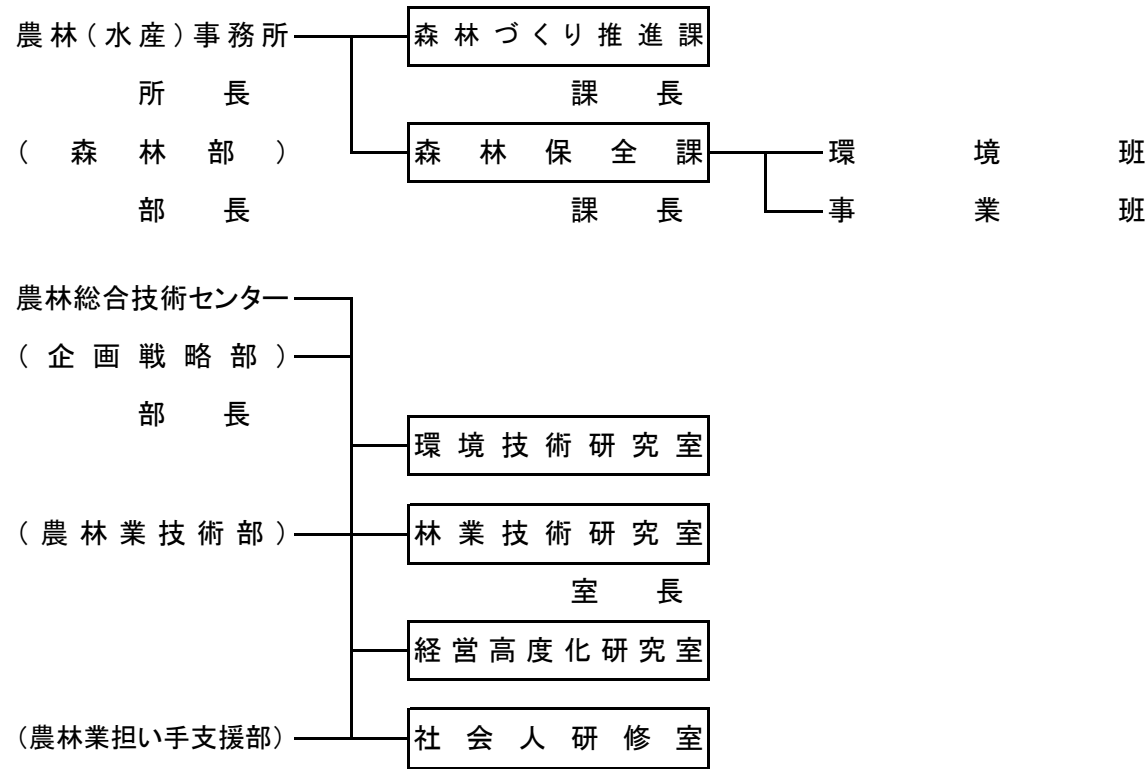 農林(水産)事務所 森林づくり推進課
所長 課長
(森林部) 森林保全課 環境班
部長 課長 事業班
農林総合技術センター
(企画戦略部)
部長
環境技術研究室
(農林業技術部) 林業技術研究室
室長
経営高度化研究室
(農林業担い手支援部) 社会人研修室